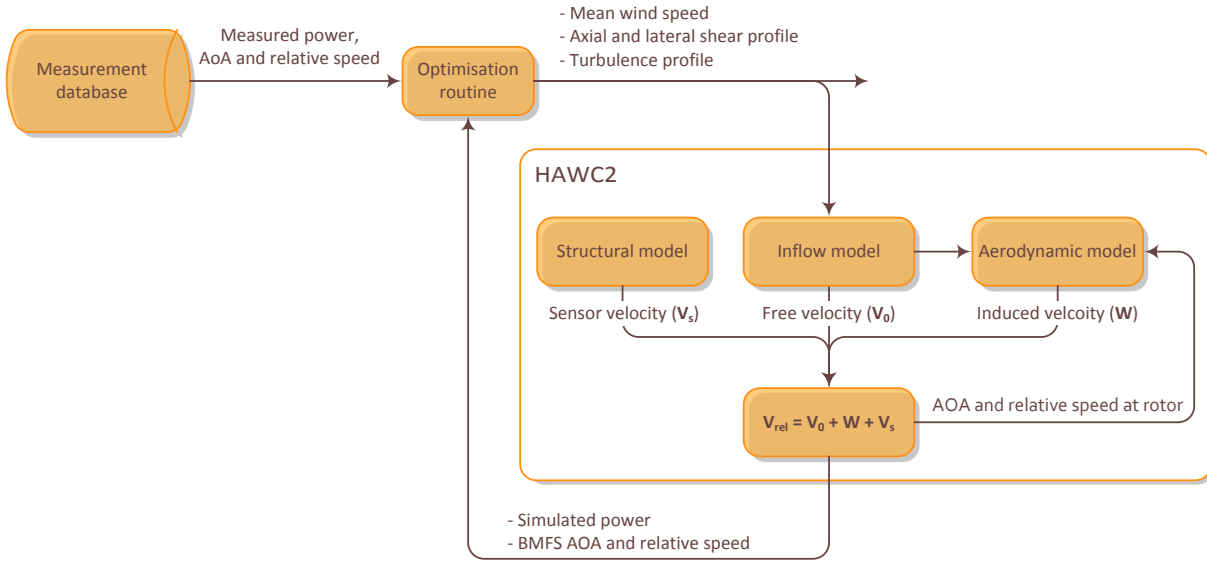 - Mean wind speed
- Axial and lateral shear profile
- Turbulence profile
Measured power,
AoA and relative speed
Measurement
database
Optimisation
routine
HAWC2
Structural model
Inflow model
Aerodynamic model
Sensor velocity (Vs)
Free velocity (V0)
Induced velcoity (W)
AOA and relative speed at rotor
Vrel = V0 + W + Vs
- Simulated power
- BMFS AOA and relative speed